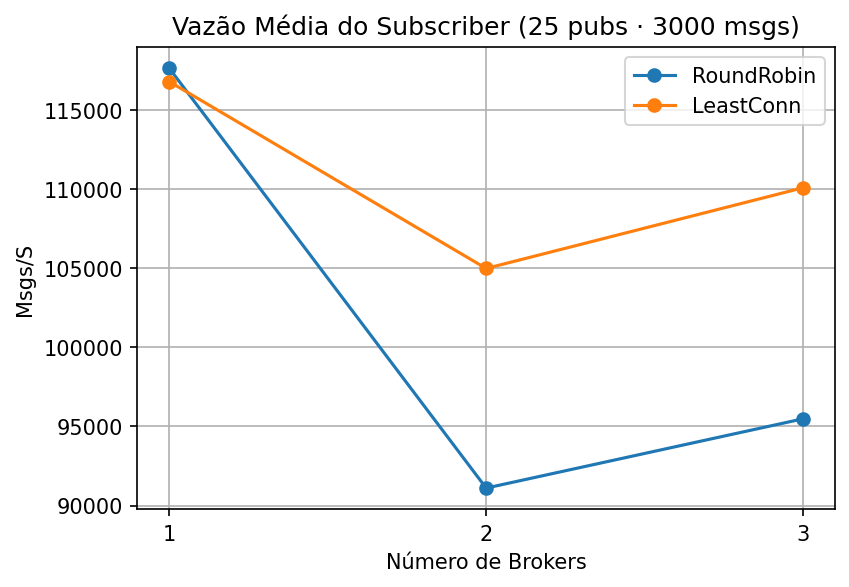 Vazão Média do Subscriber (25 pubs · 3000 msgs)
RoundRobin
LeastConn
Msgs/S
115000
110000
105000
100000
95000
90000
1
2
3
Número de Brokers